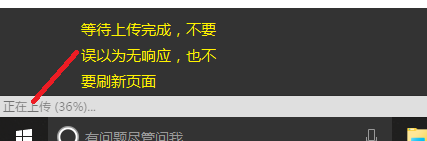 等待上传完成，不要
误以为无响应，也不
要刷新页面
正在上传 (36%)...
有问题尽管问我